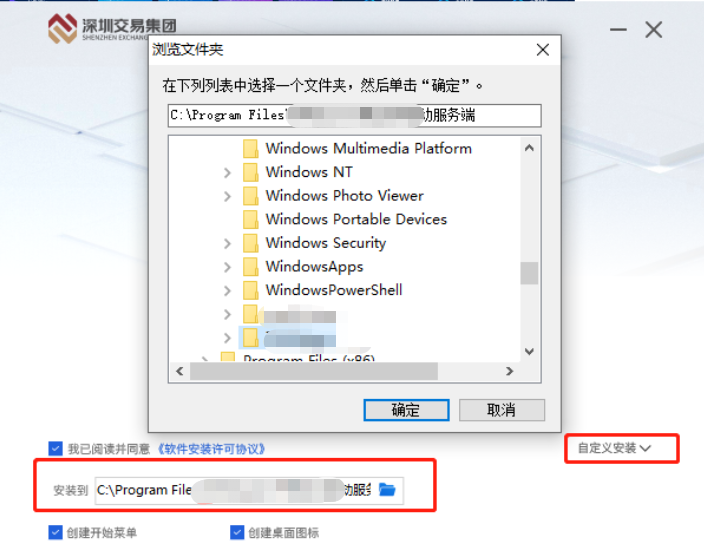 深圳交易集团
SHENZHEN EXCHANG
浏览文件夹
在下列列表中选择一个文件夹，然后单击“确定”。
C:\Program Files\ 动服务端
Windows Multimedia Platform
Windows NT
Windows Photo Viewer
Windows Portable Devices
Windows Security
WindowsApps
WindowsPowerShell
Program Files (x86)
确定 取消
我已阅读并同意《软件安装许可协议》 自定义安装
安装到 C:\Program File 动服务
创建开始菜单 创建桌面图标